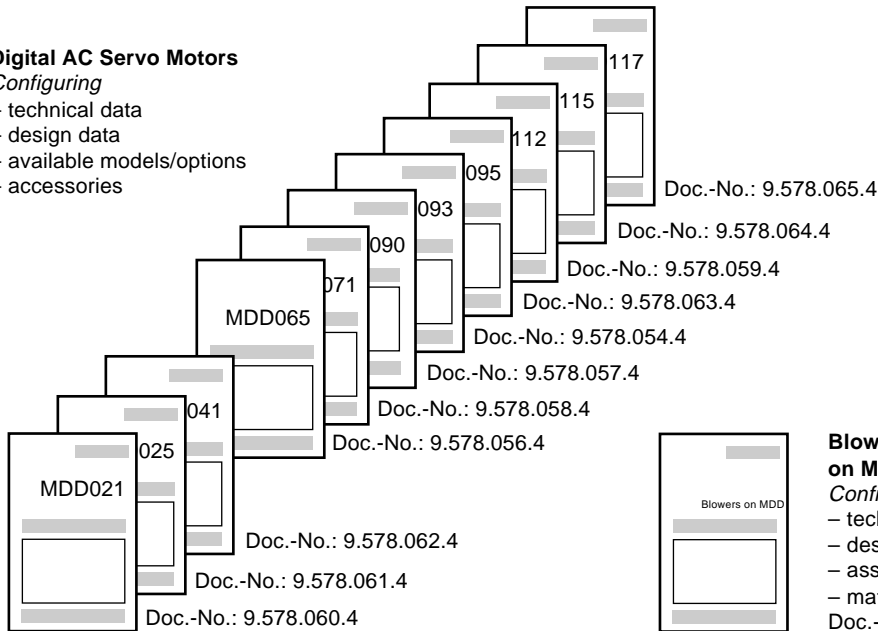 Digital AC Servo Motors
Configuring
- technical data
- design data
- available models/options
- accessories
117
115
112
095
093
090
071
MDD065
041
025
MDD021
Doc.-No.: 9.578.065.4
Doc.-No.: 9.578.064.4
Doc.-No.: 9.578.059.4
Doc.-No.: 9.578.063.4
Doc.-No.: 9.578.054.4
Doc.-No.: 9.578.057.4
Doc.-No.: 9.578.058.4
Doc.-No.: 9.578.056.4
Doc.-No.: 9.578.062.4
Doc.-No.: 9.578.061.4
Doc.-No.: 9.578.060.4
Blowers on MDD
on M
– des
– ass
Doc.-